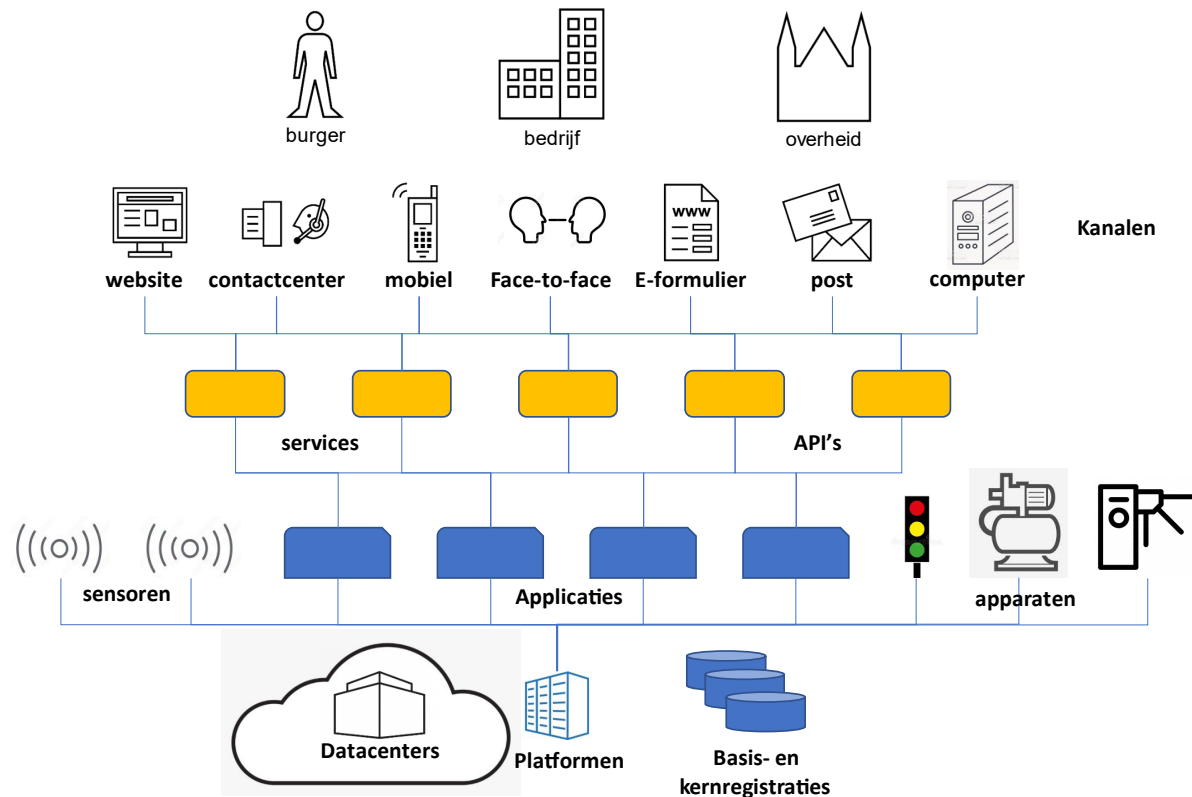 burger
bedrijf
overheid
www
Kanalen
website
contactcenter
mobiel
Face-to-face
E-formulier
post
computer
services
API's
sensoren
Applicaties
apparaten
Datacenters
Platformen
Basis- en
kernregistraties